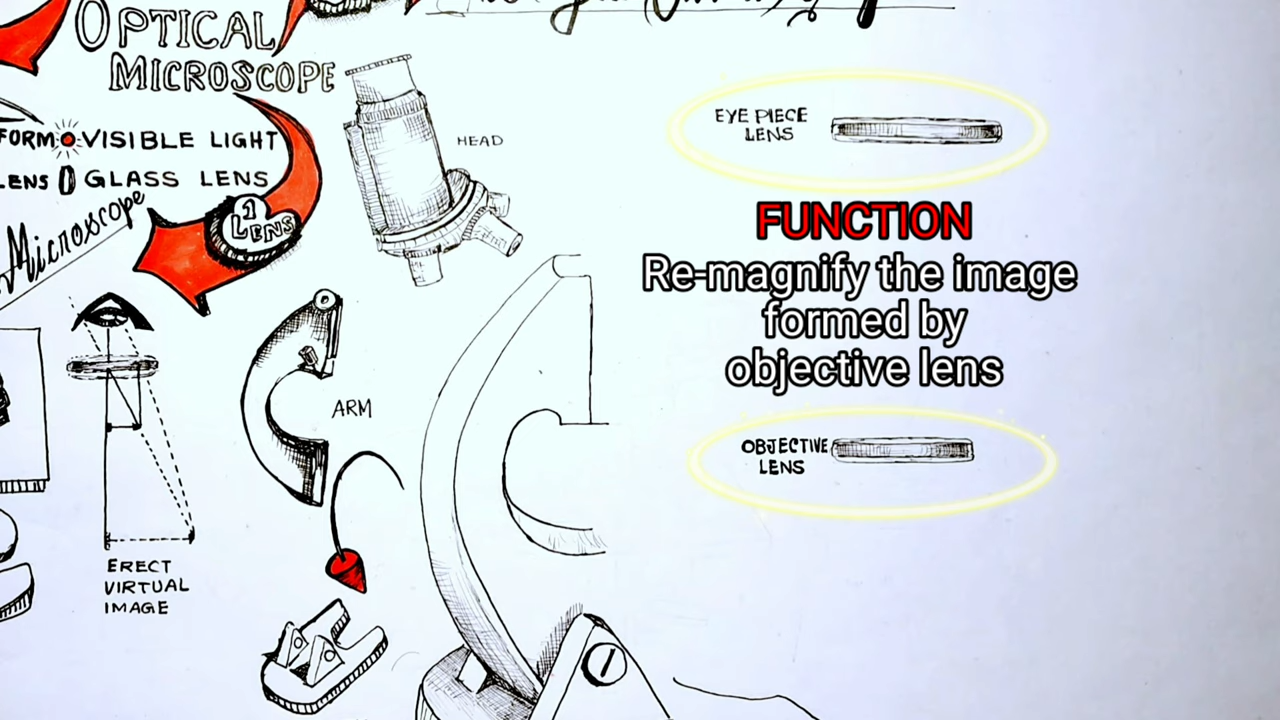 OPTICAL
MICROSCOPE
FORM VISIBLE LIGHT
LENS GLASS LENS
1
LENS
Microscope
HEAD
ARM
ERECT
VIRTUAL
IMAGE
EYE PIECE
LENS
FUNCTION
Re-magnify the image
formed by
objective lens
OBJECTIVE
LENS